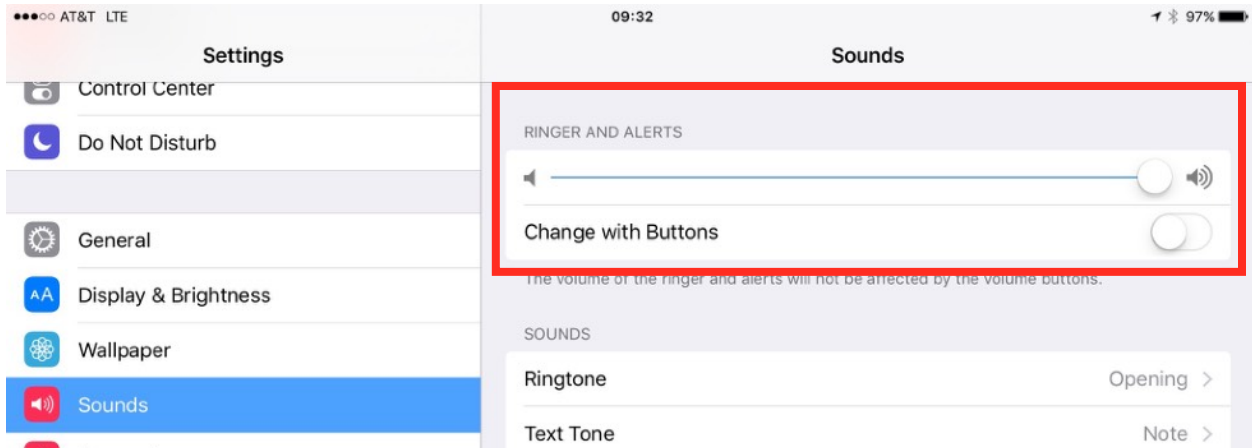 AT&T LTE
09:32
97%
Settings
Sounds
Control Center
Do Not Disturb
General
Display & Brightness
Wallpaper
Sounds
RINGER AND ALERTS
Change with Buttons
The volume of the ringer and alerts will not be affected by the volume buttons.
SOUNDS
Ringtone Opening
Text Tone Note